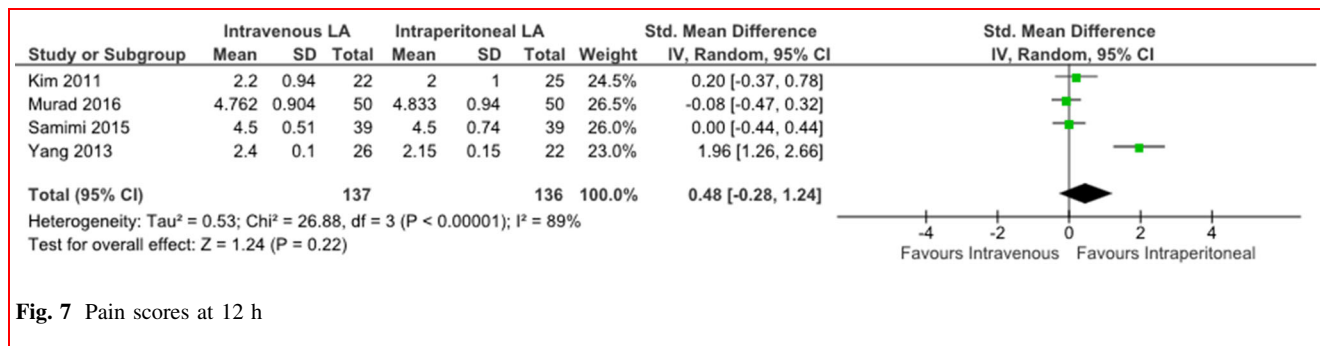 Intravenous LA Intraperitoneal LA Std. Mean Difference Std. Mean Difference
Study or Subgroup Mean SD Total Mean SD Total Weight IV, Random, 95% CI IV, Random, 95% CI
Kim 2011 2.2 0.94 22 2 1 25 24.5% 0.20 [-0.37, 0.78]
Murad 2016 4.762 0.904 50 4.833 0.94 50 26.5% -0.08 [-0.47, 0.32]
Samimi 2015 4.5 0.51 39 4.5 0.74 39 26.0% 0.00 [-0.44, 0.44]
Yang 2013 2.4 0.1 26 2.15 0.15 22 23.0% 1.96 [1.26, 2.66]
Total (95% CI) 137 136 100.0% 0.48 [-0.28, 1.24]
Heterogeneity: Tau² = 0.53; Chi² = 26.88, df = 3 (P < 0.00001); I² = 89%
Test for overall effect: Z = 1.24 (P = 0.22)
-4 -2 0 2 4
Favours Intravenous Favours Intraperitoneal
Fig. 7 Pain scores at 12 h